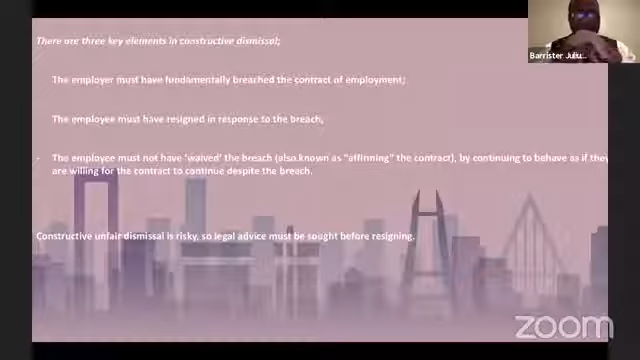 There are three key elements in constructive dismissal;
Barrister Juliu...
The employer must have fundamentally breached the contract of employment;
The employee must have resigned in response to the breach;
- The employee must not have 'waived' the breach (also known as "affirming" the contract), by continuing to behave as if they
are willing for the contract to continue despite the breach.
Constructive unfair dismissal is risky, so legal advice must be sought before resigning.
zoom